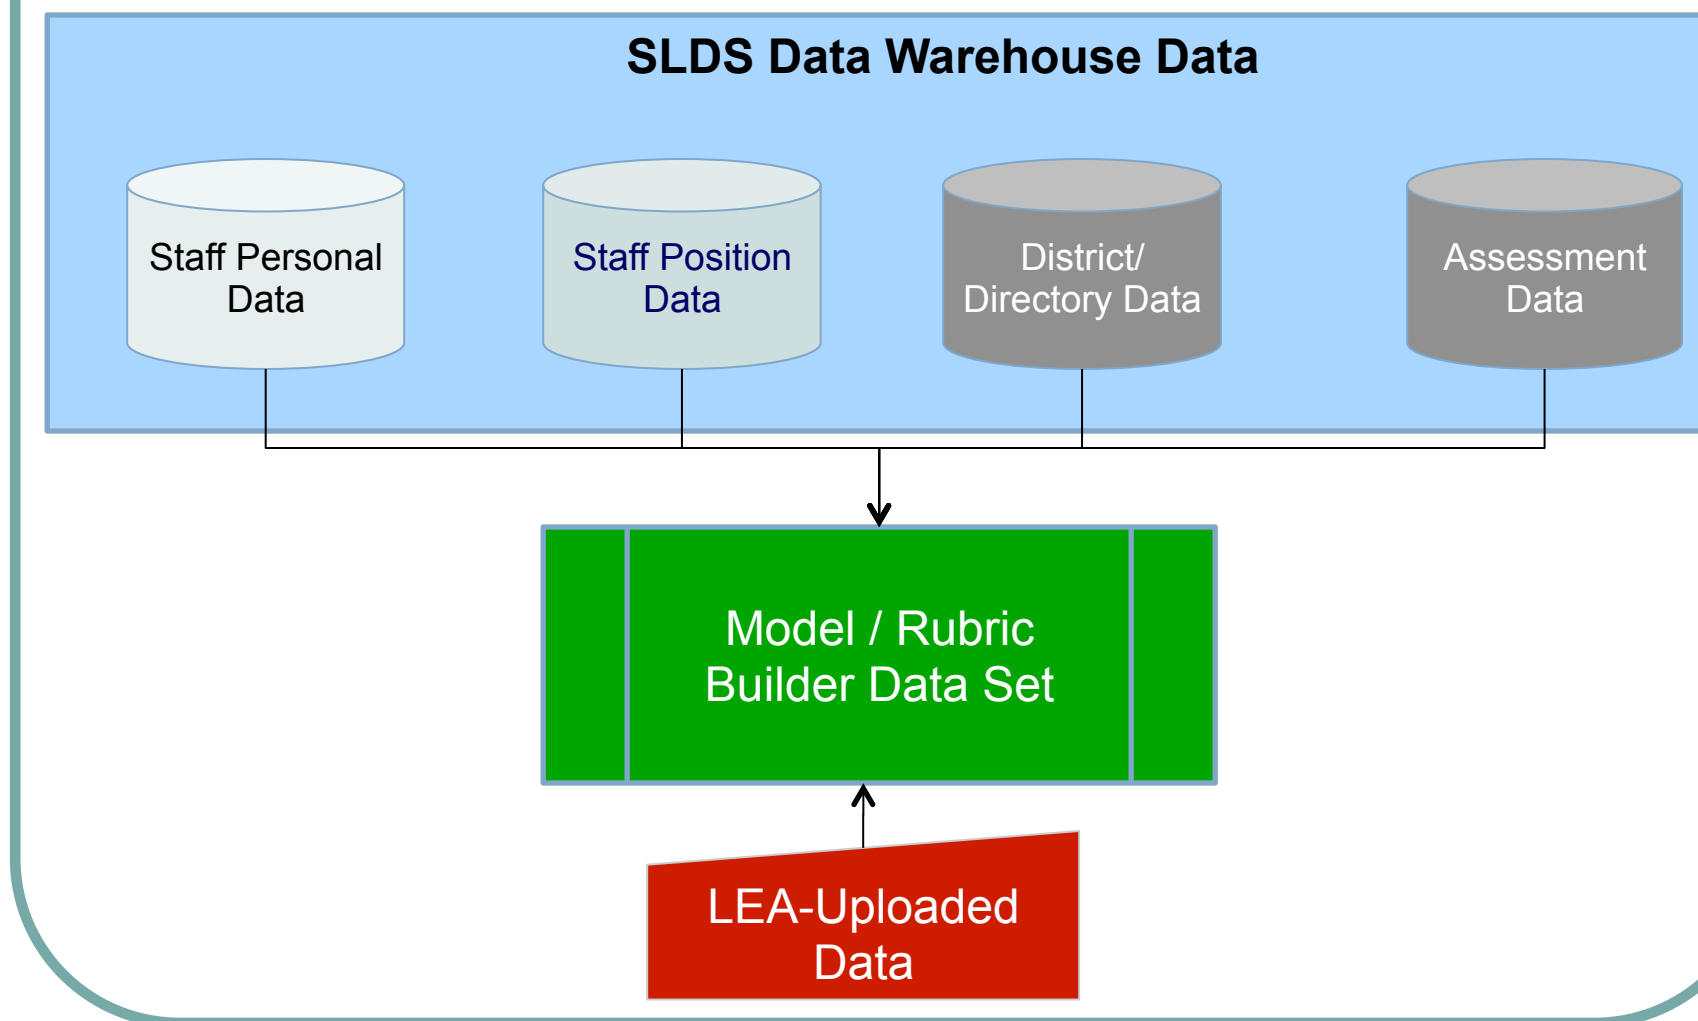 SLDS Data Warehouse Data
Staff Personal
Data
Staff Position
Data
District/
Directory Data
Assessment
Data
Model / Rubric
Builder Data Set
LEA-Uploaded
Data